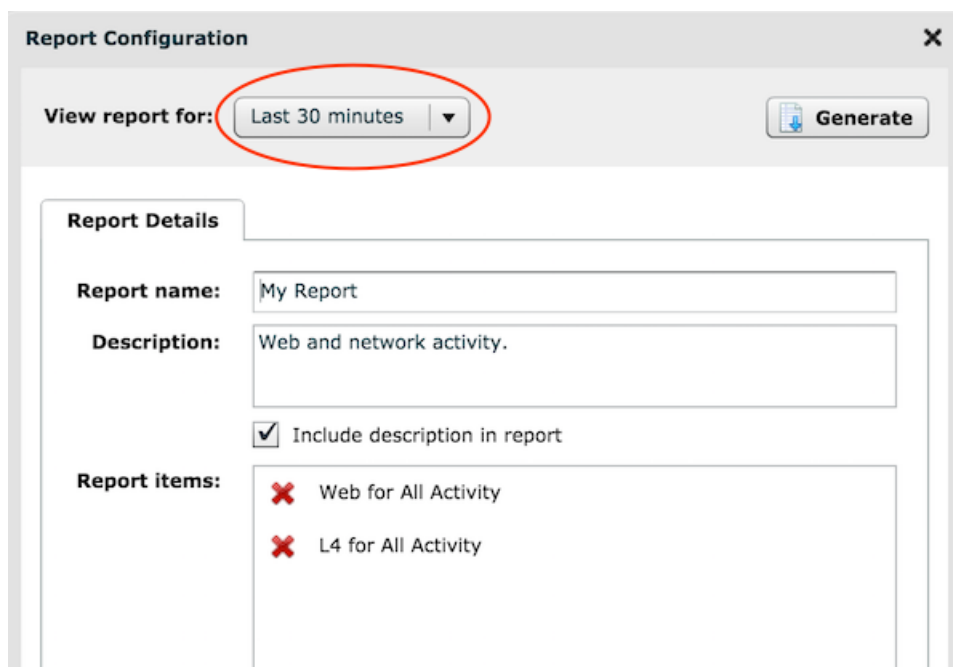 Report Configuration
View report for: Last 30 minutes Generate
Report Details
Report name: My Report
Description: Web and network activity.
Include description in report
Report items: Web for All Activity
L4 for All Activity